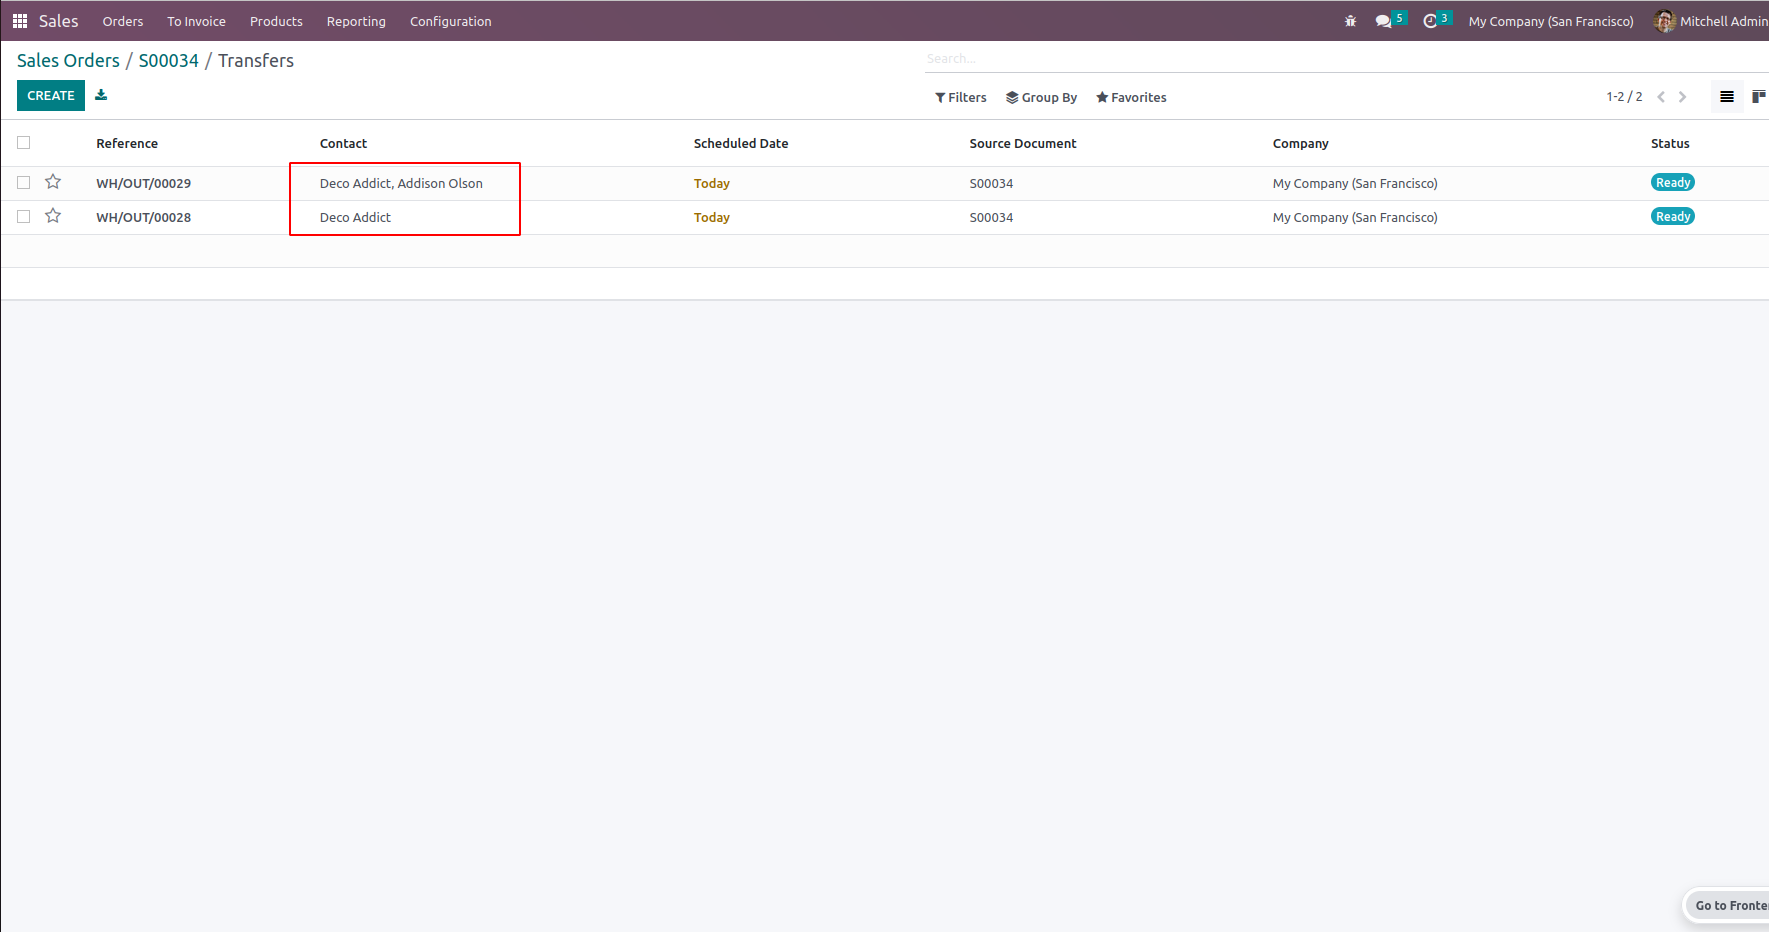 Sales Orders To Invoice Products Reporting Configuration 5 3 My Company (San Francisco) Mitchell Admin
Sales Orders / S00034 / Transfers
Search...
CREATE
Filters Group By Favorites 1-2 / 2
Reference Contact Scheduled Date Source Document Company Status
WH/OUT/00029 Deco Addict, Addison Olson Today S00034 My Company (San Francisco) Ready
WH/OUT/00028 Deco Addict Today S00034 My Company (San Francisco) Ready
Go to Fronte